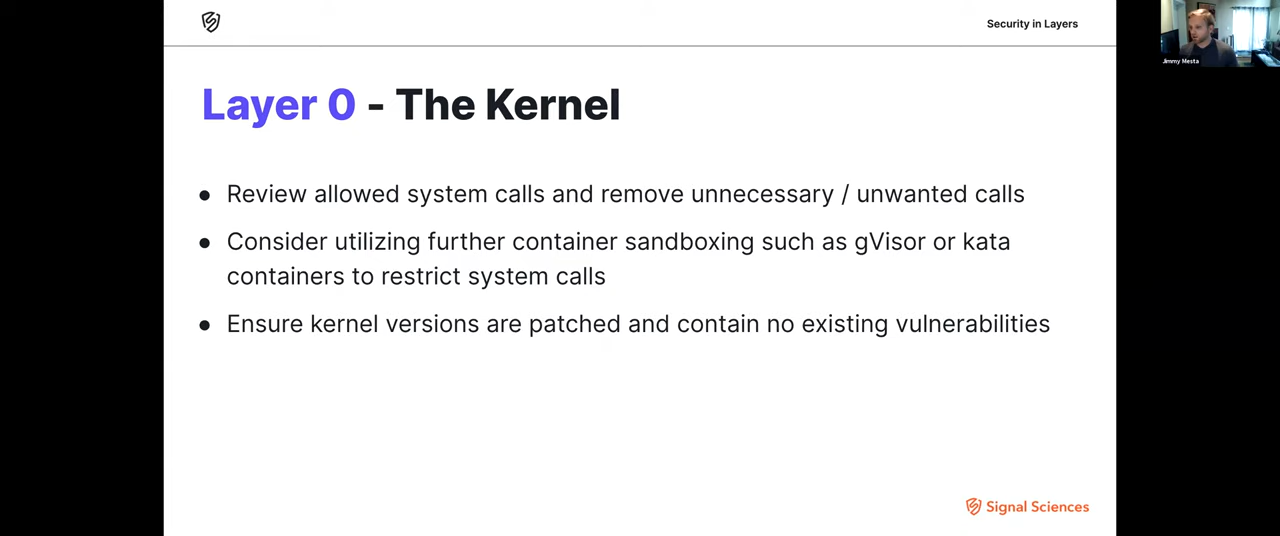 Security in Layers
Jimmy Mesta
Layer 0 - The Kernel
● Review allowed system calls and remove unnecessary / unwanted calls
● Consider utilizing further container sandboxing such as gVisor or kata
containers to restrict system calls
● Ensure kernel versions are patched and contain no existing vulnerabilities
Signal Sciences